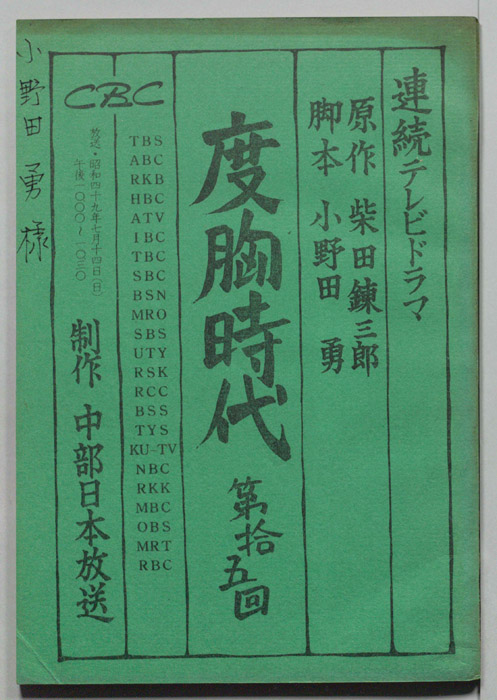 連続テレビドラマ
原作 柴田錬三郎
脚本 小野田 勇
度胸時代 第拾五回
TBS
ABC
RKB
HBC
ATV
IBC
TBC
SBC
BSN
MRO
SBS
UTY
RSK
RCC
BSS
TYS
KU-TV
NBC
RKK
MBC
OBS
MRT
RBC
CBC
放送・昭和四十九年七月十四日(日)
午後一〇〇〇~一〇三〇
制作 中部日本放送
小野田勇様